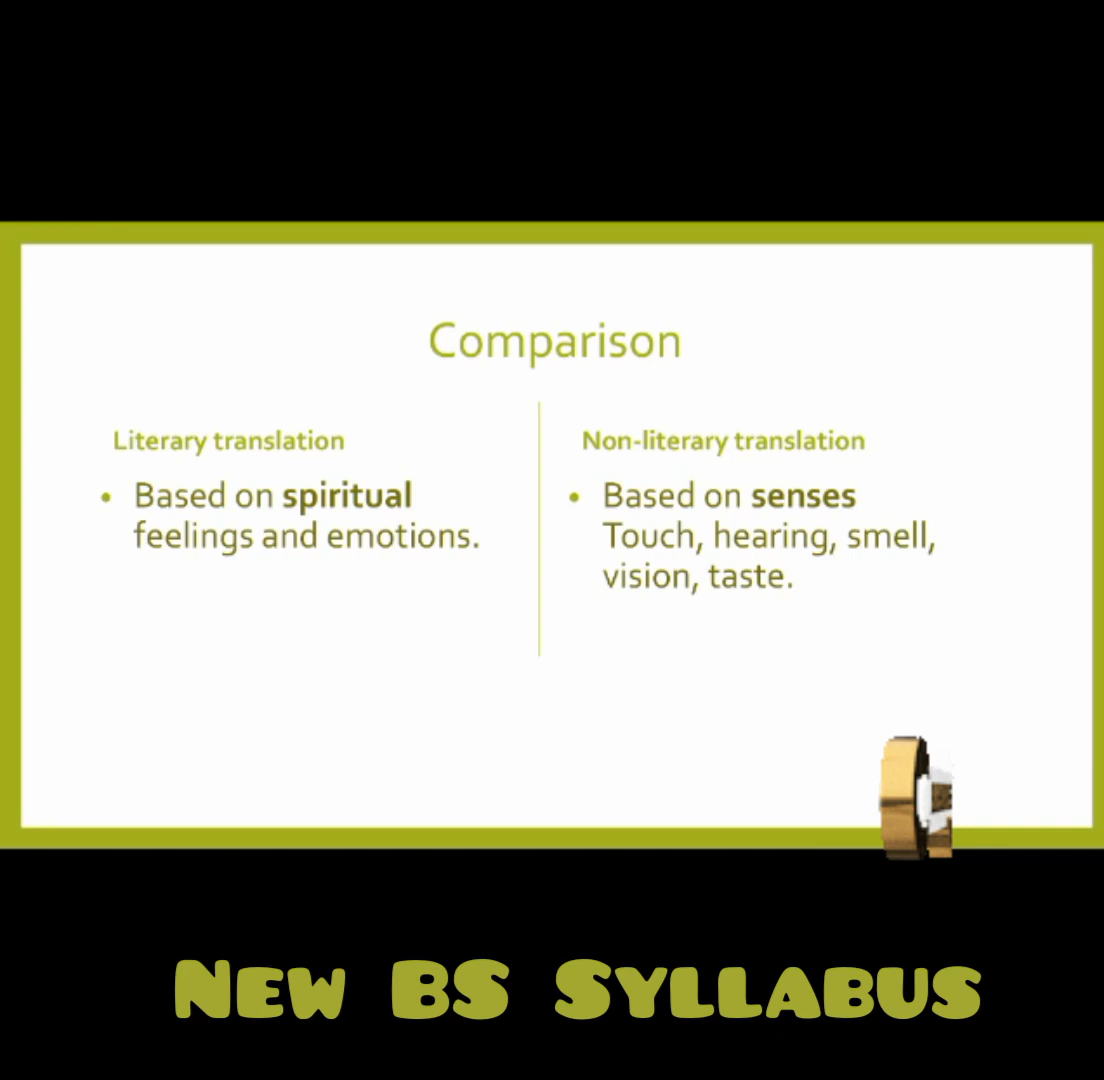 Comparison
Literary translation
• Based on spiritual
feelings and emotions.
Non-literary translation
• Based on senses
Touch, hearing, smell,
vision, taste.
New BS Syllabus